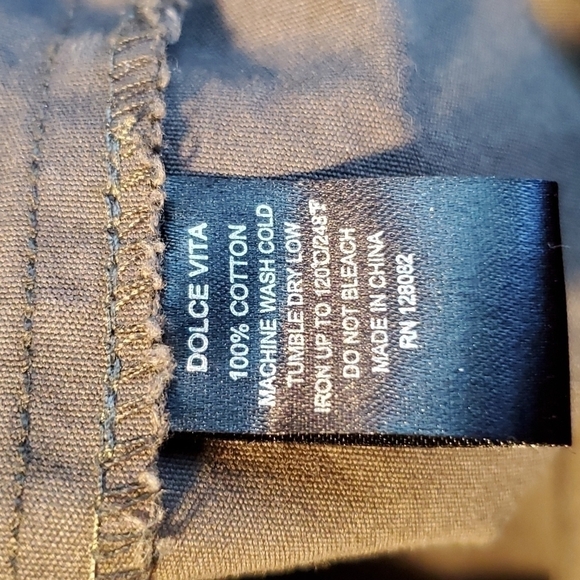 DOLCE VITA
100% COTTON
MACHINE WASH COLD
TUMBLE DRY LOW
IRON UP TO 120℃/248℉
DO NOT BLEACH
MADE IN CHINA
RN 128082